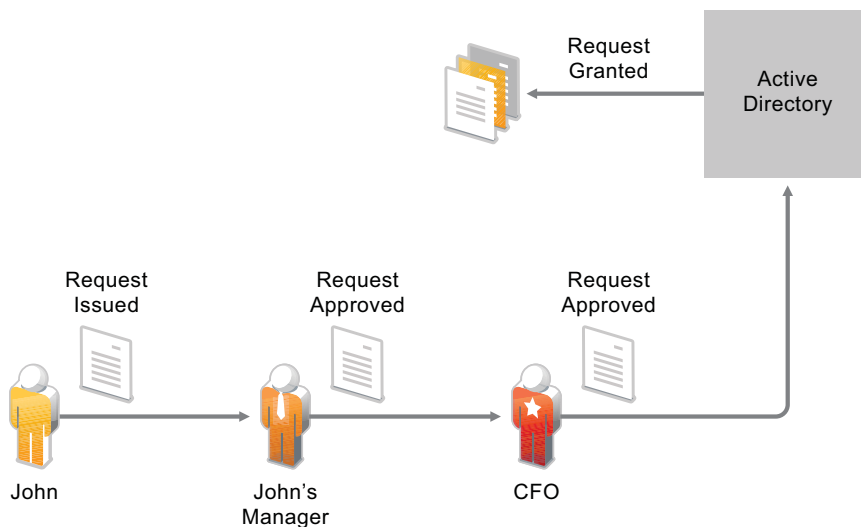 Request
Granted
Active
Directory
Request
Issued
Request
Approved
Request
Approved
John
John's
Manager
CFO